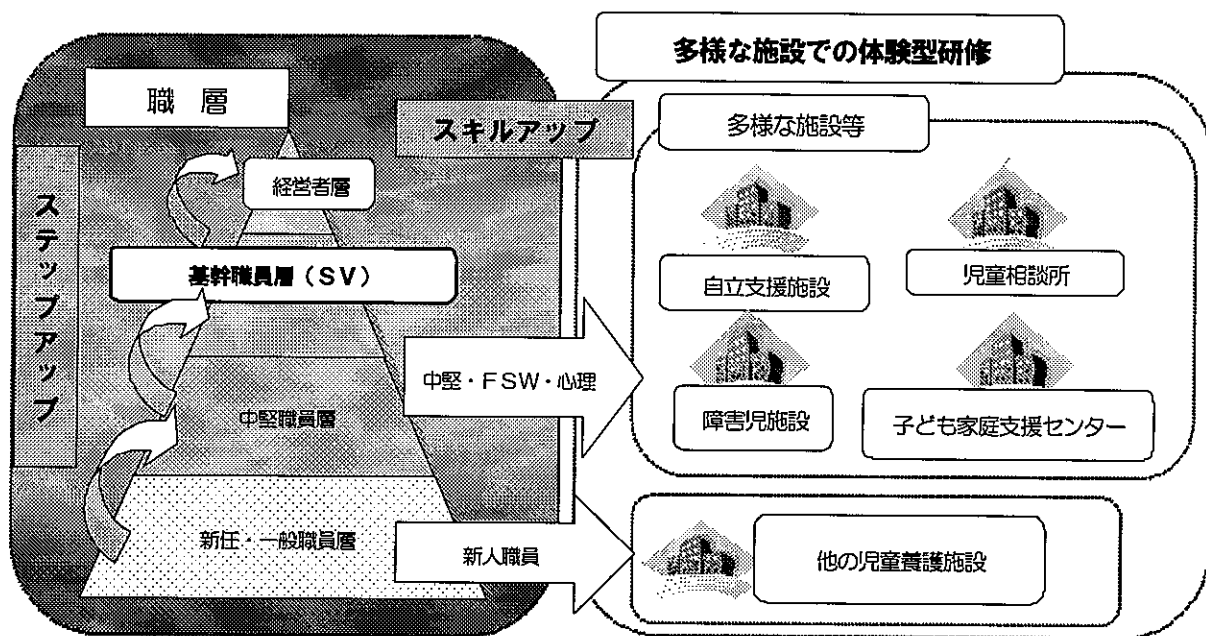 職 層
ステップアップ
経営者層
基幹職員層(SV)
中堅職員層
新任・一般職員層
スキルアップ
中堅・FSW・心理
新人職員
多様な施設での体験型研修
多様な施設等
自立支援施設
児童相談所
障害児施設
子ども家庭支援センター
他の児童養護施設